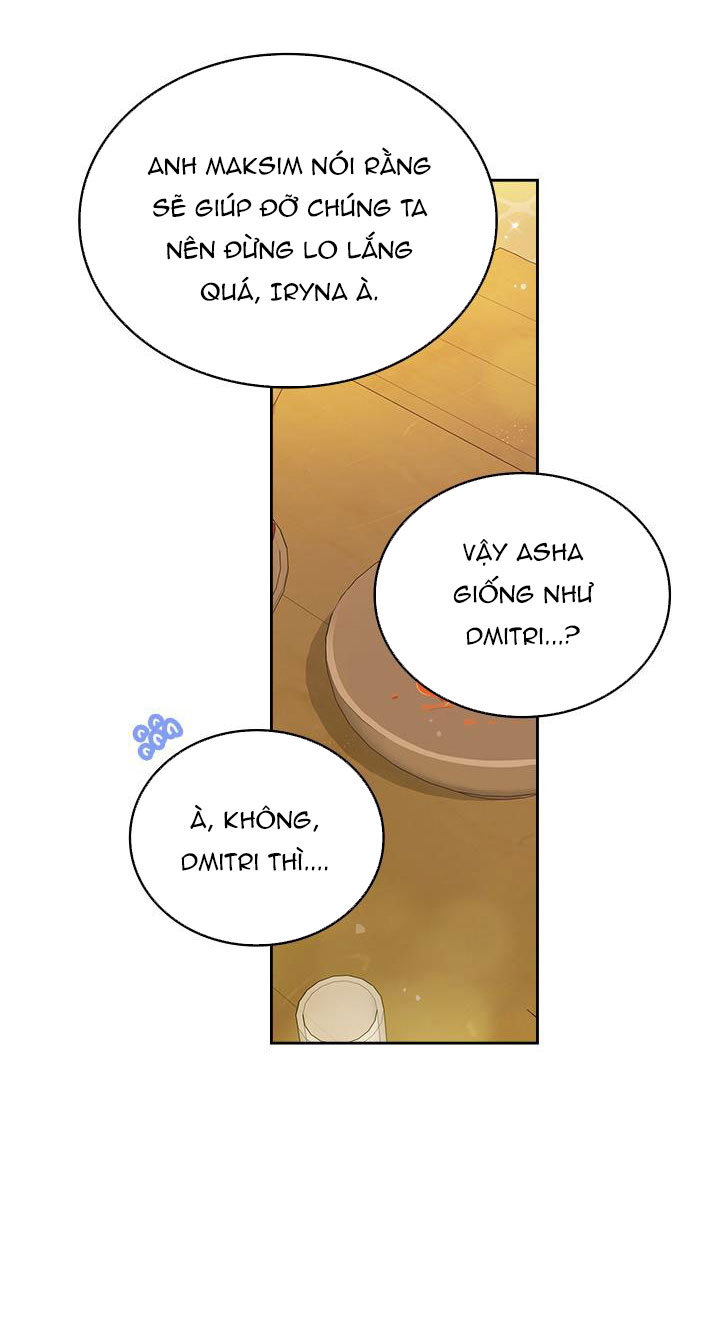 ANH MAKSIM NÓI RẰNG
SẼ GIÚP ĐỠ CHÚNG TA
NÊN ĐỪNG LO LẮNG
QUÁ, IRYNA À.
VẬY ASHA
GIỐNG NHƯ
DMITRI...?
À, KHÔNG,
DMITRI THÌ....